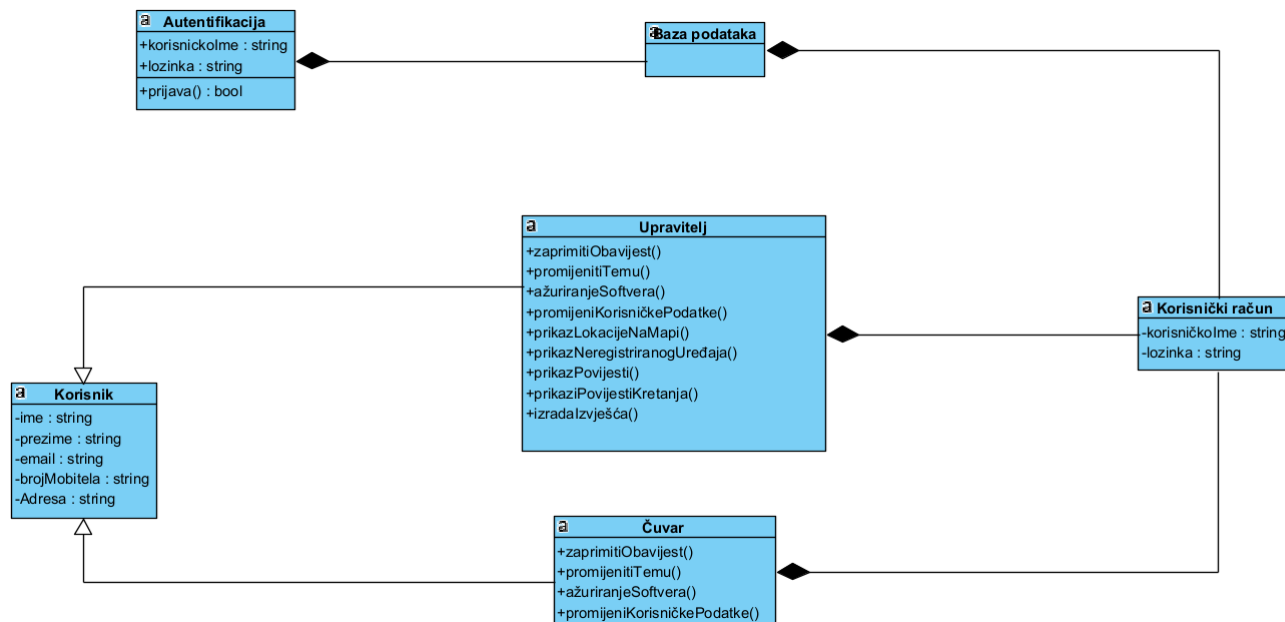 Autentifikacija
+korisnickoIme : string
+lozinka : string
+prijava() : bool
Baza podataka
Upravitelj
+zaprimitiObavijest()
+promijenitiTemu()
+ažuriranjeSoftvera()
+promijeniKorisničkePodatke()
+prikazLokacijeNaMapi()
+prikazNeregistriranogUređaja()
+prikazPovijesti()
+prikaziPovijestiKretanja()
+izradaIzvješća()
Korisnički račun
-korisničkoIme : string
-lozinka : string
Korisnik
-ime : string
-prezime : string
-email : string
-brojMobitela : string
-Adresa : string
Čuvar
+zaprimitiObavijest()
+promijenitiTemu()
+ažuriranjeSoftvera()
+promijeniKorisničkePodatke()